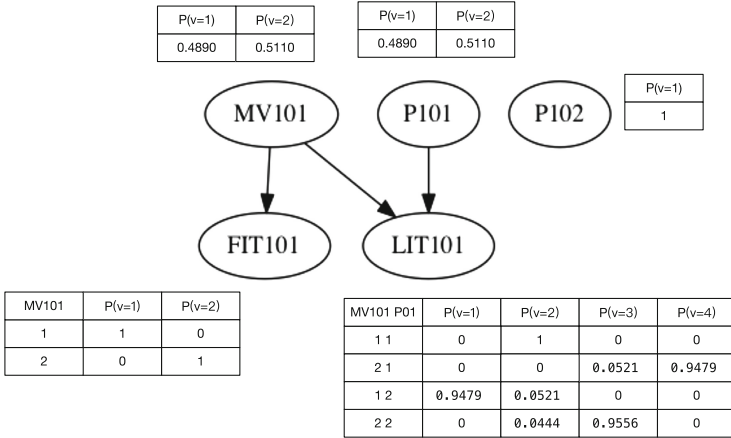 P(v=1) P(v=2)
0.4890 0.5110
P(v=1) P(v=2)
0.4890 0.5110
P(v=1)
1
MV101 P101 P102
FIT101 LIT101
MV101 P(v=1) P(v=2)
1 1 0
2 0 1
MV101 P01 P(v=1) P(v=2) P(v=3) P(v=4)
1 1 0 1 0 0
2 1 0 0 0.0521 0.9479
1 2 0.9479 0.0521 0 0
2 2 0 0.0444 0.9556 0